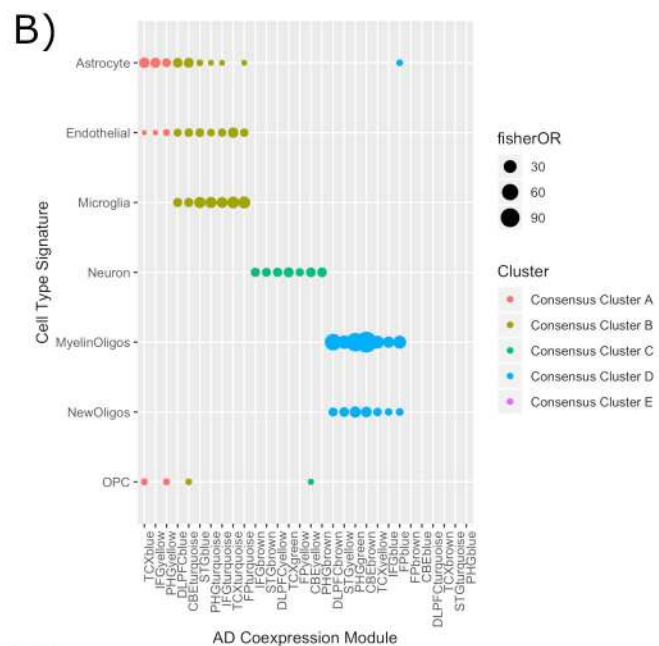 B)
Astrocyte
Endothelial
Microglia
Neuron
MyelinOligos
NewOligos
OPC
Cell Type Signature
TCXblue
IFGyellow
PHGyellow
DLPFCblue
CBEturquoise
STGblue
PHGturquoise
IFGturquoise
TCXturquoise
FPturquoise
IFGbrown
STGbrown
DLPFCyellow
TCXgreen
FPyellow
CBEyellow
PHGbrown
DLPFCbrown
STGyellow
PHGgreen
CBEbrown
TCXyellow
IFGblue
FPblue
FPbrown
CBEblue
DLPFCturquoise
TCXbrown
STGturquoise
PHGblue
AD Coexpression Module
fisherOR
30
60
90
Cluster
Consensus Cluster A
Consensus Cluster B
Consensus Cluster C
Consensus Cluster D
Consensus Cluster E